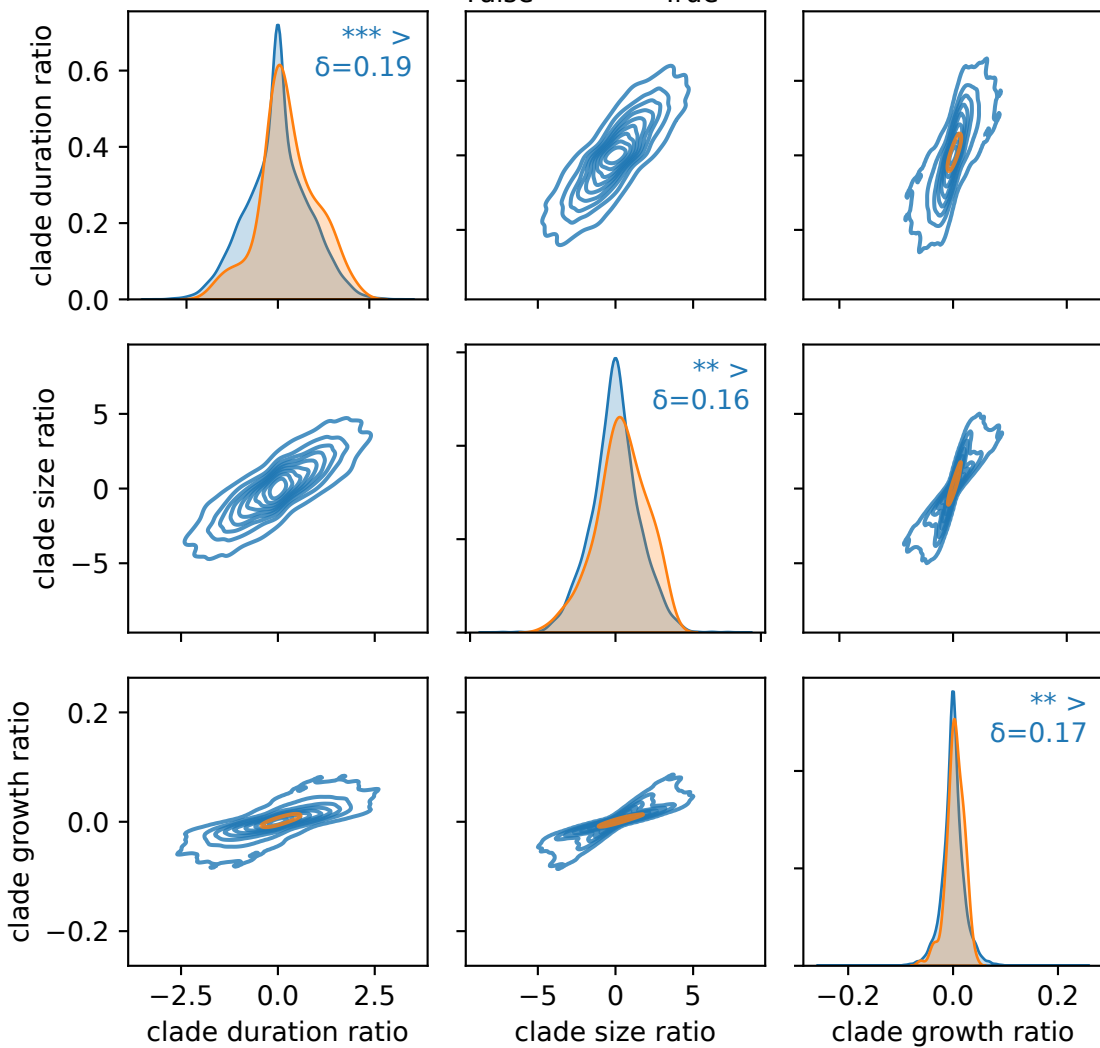 clade duration ratio
0.6
0.4
0.2
0.0
*** >
δ=0.19
clade size ratio
5
0
−5
** >
δ=0.16
clade growth ratio
0.2
0.0
−0.2
** >
δ=0.17
−2.5 0.0 2.5
−5 0 5
−0.2 0.0 0.2
clade duration ratio
clade size ratio
clade growth ratio